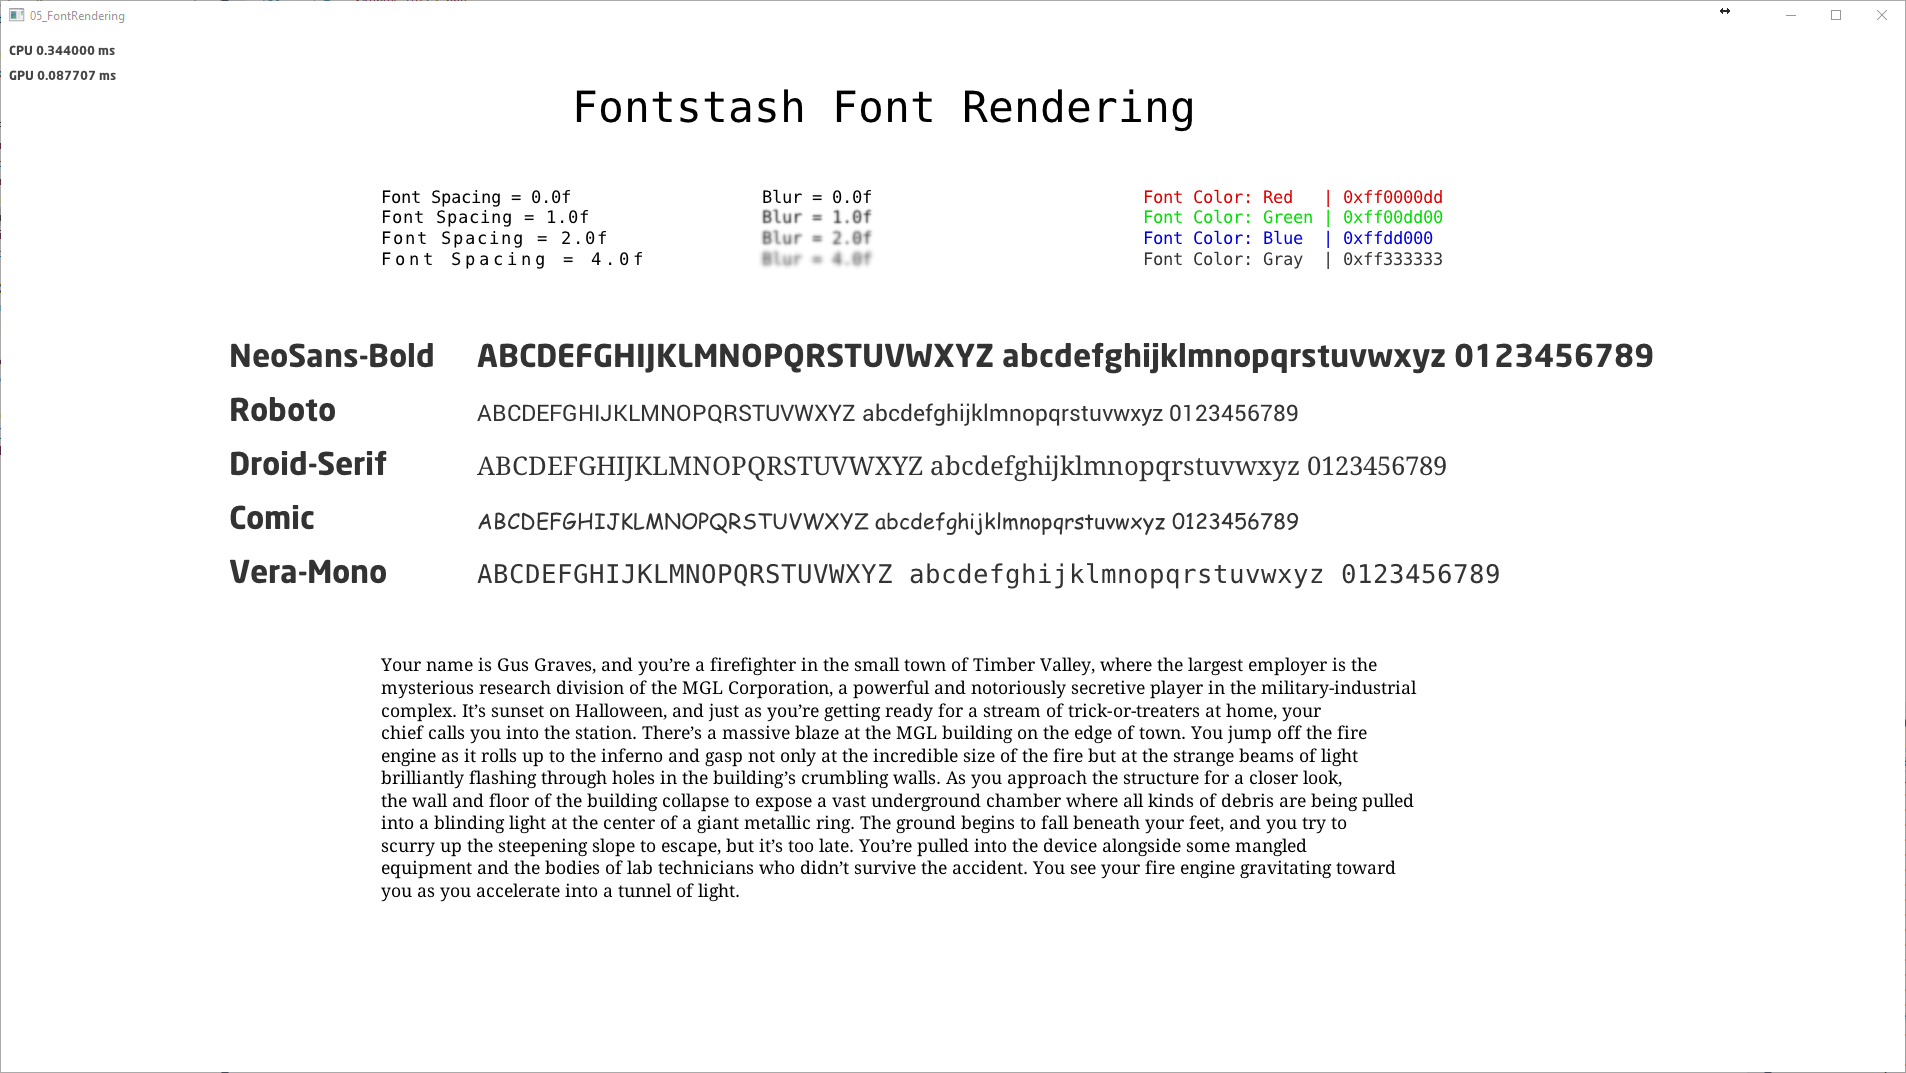 05_FontRendering
CPU 0.344000 ms
GPU 0.087707 ms
Fontstash Font Rendering
Font Spacing = 0.0f Blur = 0.0f Font Color: Red | 0xff0000dd
Font Spacing = 1.0f Blur = 1.0f Font Color: Green | 0xff00dd00
Font Spacing = 2.0f Blur = 2.0f Font Color: Blue | 0xffdd000
Font Spacing = 4.0f Blur = 4.0f Font Color: Gray | 0xff333333
NeoSans-Bold ABCDEFGHIJKLMNOPQRSTUVWXYZ abcdefghijklmnopqrstuvwxyz 0123456789
Roboto ABCDEFGHIJKLMNOPQRSTUVWXYZ abcdefghijklmnopqrstuvwxyz 0123456789
Droid-Serif ABCDEFGHIJKLMNOPQRSTUVWXYZ abcdefghijklmnopqrstuvwxyz 0123456789
Comic ABCDEFGHIJKLMNOPQRSTUVWXYZ abcdefghijklmnopqrstuvwxyz 0123456789
Vera-Mono ABCDEFGHIJKLMNOPQRSTUVWXYZ abcdefghijklmnopqrstuvwxyz 0123456789
Your name is Gus Graves, and you’re a firefighter in the small town of Timber Valley, where the largest employer is the
mysterious research division of the MGL Corporation, a powerful and notoriously secretive player in the military-industrial
complex. It’s sunset on Halloween, and just as you’re getting ready for a stream of trick-or-treaters at home, your
chief calls you into the station. There’s a massive blaze at the MGL building on the edge of town. You jump off the fire
engine as it rolls up to the inferno and gasp not only at the incredible size of the fire but at the strange beams of light
brilliantly flashing through holes in the building’s crumbling walls. As you approach the structure for a closer look,
the wall and floor of the building collapse to expose a vast underground chamber where all kinds of debris are being pulled
into a blinding light at the center of a giant metallic ring. The ground begins to fall beneath your feet, and you try to
scurry up the steepening slope to escape, but it’s too late. You’re pulled into the device alongside some mangled
equipment and the bodies of lab technicians who didn’t survive the accident. You see your fire engine gravitating toward
you as you accelerate into a tunnel of light.